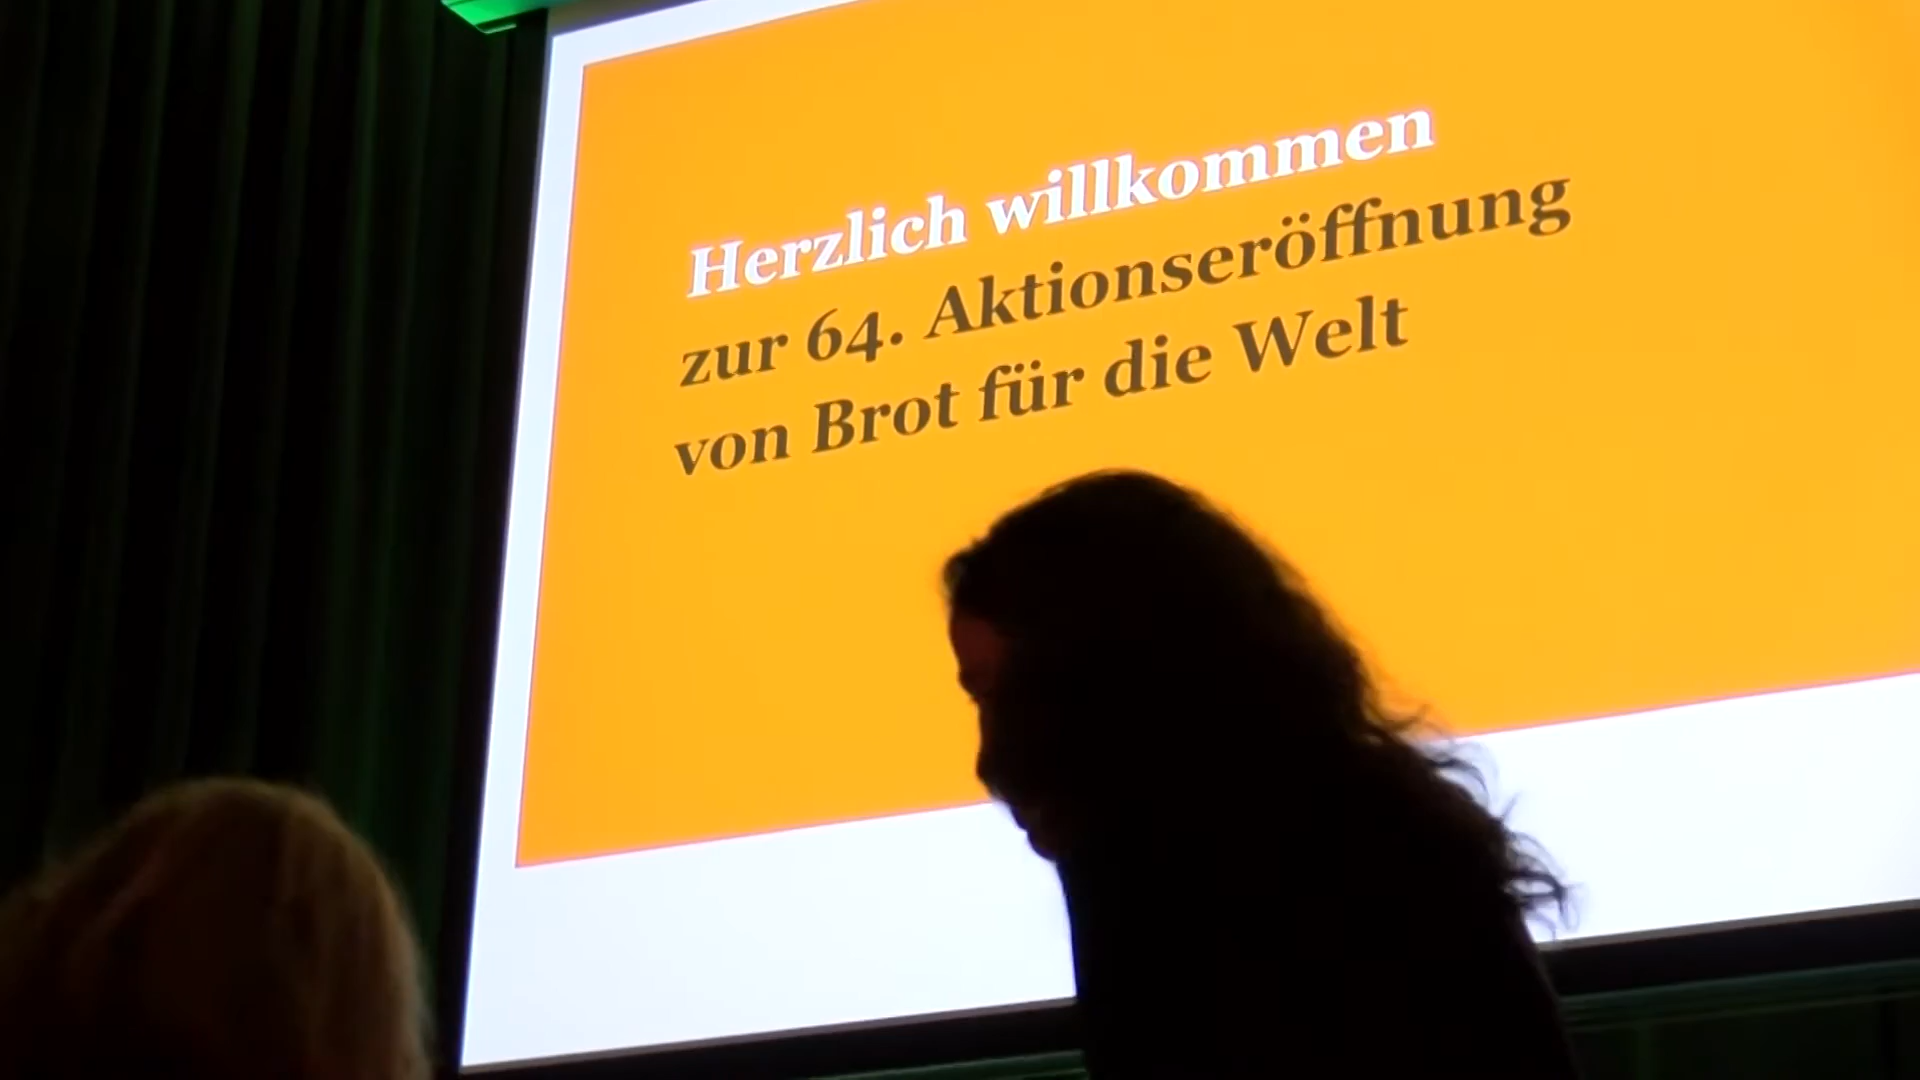 Herzlich willkommen
zur 64. Aktionseröffnung
von Brot für die Welt